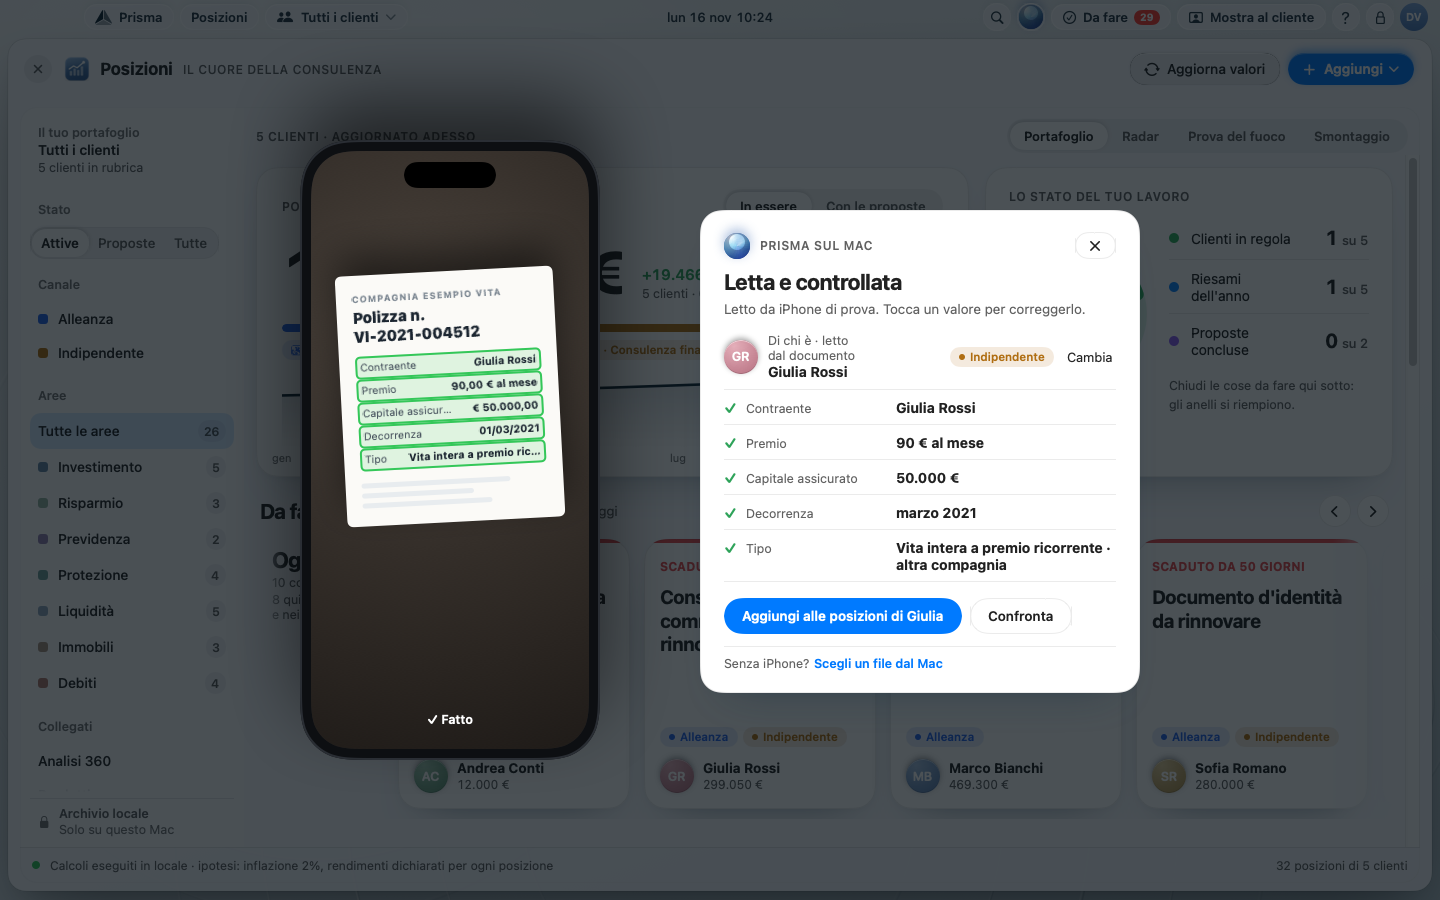 Prisma
Posizioni
Tutti i clienti
lun 16 nov 10:24
Da fare 29
Mostra al cliente
?
DV
Posizioni IL CUORE DELLA CONSULENZA
Aggiorna valori
Aggiungi
Il tuo portafoglio
Tutti i clienti
5 clienti in rubrica
Stato
Attive Proposte Tutte
Canale
Alleanza
Indipendente
Aree
Tutte le aree 26
Investimento 5
Risparmio 3
Previdenza 2
Protezione 4
Liquidità 5
Immobili 3
Debiti 4
Collegati
Analisi 360
Archivio locale
Solo su questo Mac
5 CLIENTI · AGGIORNATO ADESSO
Portafoglio Radar Prova del fuoco Smontaggio
In essere Con le proposte
€
5 clienti ·
gen
lug
LO STATO DEL TUO LAVORO
Clienti in regola 1 su 5
Riesami
dell'anno
1 su 5
Proposte
concluse
0 su 2
Chiudi le cose da fare qui sotto:
gli anelli si riempiono.
COMPAGNIA ESEMPIO VITA
Polizza n.
VI-2021-004512
Contraente Giulia Rossi
Premio 90,00 € al mese
Capitale assicur... € 50.000,00
Decorrenza 01/03/2021
Tipo Vita intera a premio ric...
Fatto
PRISMA SUL MAC
Letta e controllata
Letto da iPhone di prova. Tocca un valore per correggerlo.
GR
Di chi è · letto
dal documento
Giulia Rossi
Indipendente
Cambia
Contraente Giulia Rossi
Premio 90 € al mese
Capitale assicurato 50.000 €
Decorrenza marzo 2021
Tipo Vita intera a premio ricorrente ·
altra compagnia
Aggiungi alle posizioni di Giulia
Confronta
Senza iPhone? Scegli un file dal Mac
SCADUTO DA 50 GIORNI
Documento d'identità
da rinnovare
AC Andrea Conti
12.000 €
Alleanza Indipendente
GR Giulia Rossi
299.050 €
Alleanza
MB Marco Bianchi
469.300 €
Alleanza Indipendente
SR Sofia Romano
280.000 €
Calcoli eseguiti in locale · ipotesi: inflazione 2%, rendimenti dichiarati per ogni posizione
32 posizioni di 5 clienti